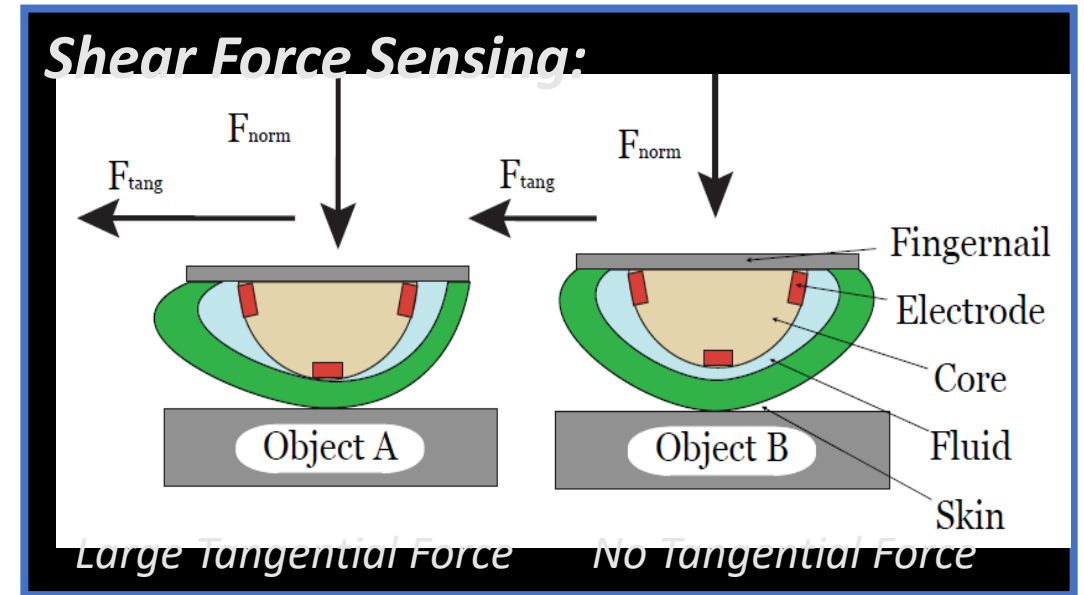 Shear Force Sensing:
Fnorm
Ftang
Fnorm
Ftang
Fingernail
Electrode
Core
Fluid
Skin
Object A
Object B
Large Tangential Force
No Tangential Force